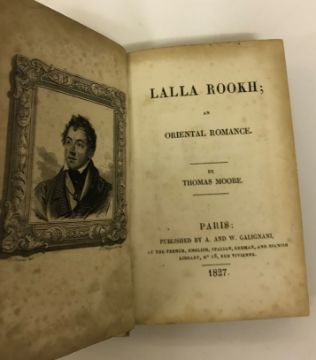 LALLA ROOKH;
AN
ORIENTAL ROMANCE.
BY
THOMAS MOORE.
PARIS:
PUBLISHED BY A. AND W. GALIGNANI,
AT THE FRENCH, ENGLISH, ITALIAN, GERMAN, AND SPANISH
LIBRARY, Nº 18, RUE VIVIENNE.
1827.